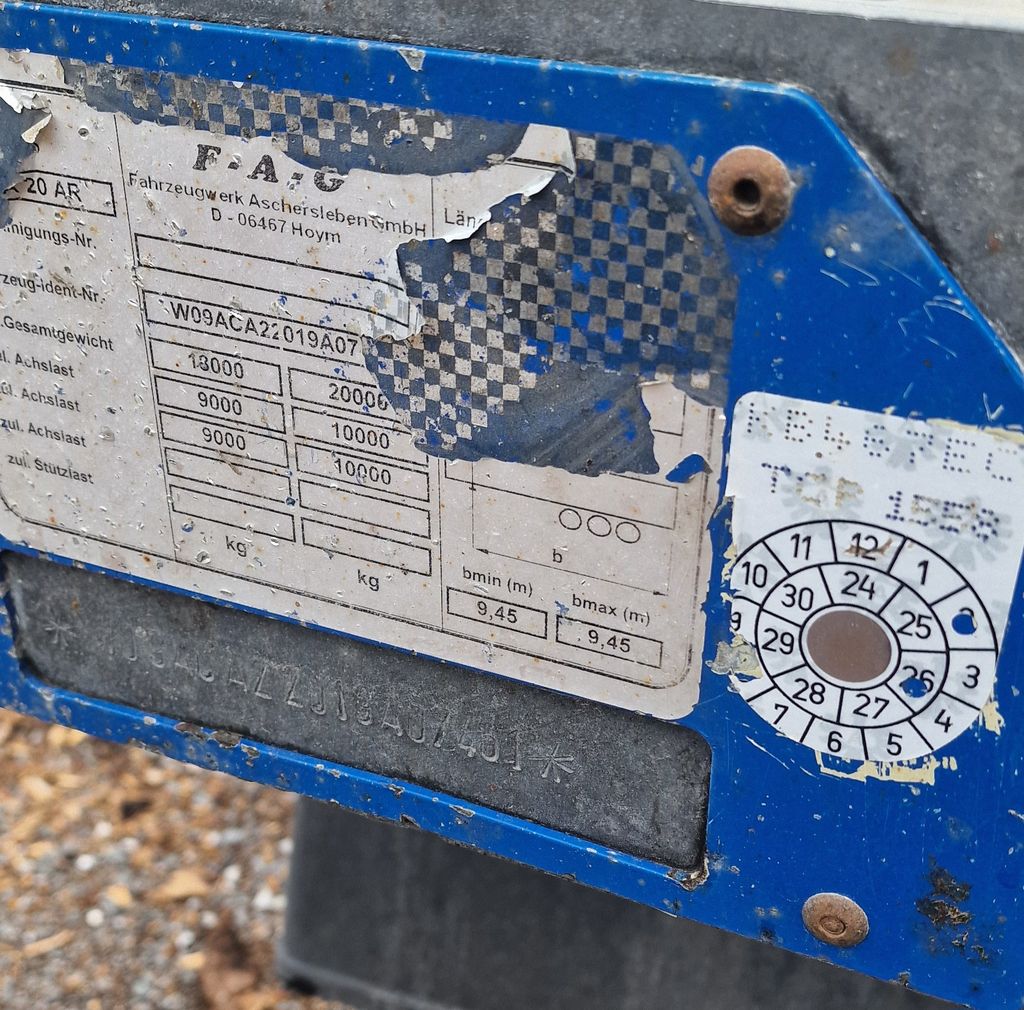 F-A-G
Fahrzeugwerk Aschersleben GmbH
D - 06467 Hoym
20 AR
Län
nigungs-Nr.
zeug-ident-Nr.
W09ACA22019A07
.Gesamtgewicht
18000
20000
l. Achslast
9000
10000
ul. Achslast
9000
10000
zul. Achslast
zul. Stützlast
kg
kg
b
bmin (m)
bmax (m)
9,45
9,45
A07461*
11
12
1
2
3
4
5
6
7
9
10
24
25
26
27
28
29
30